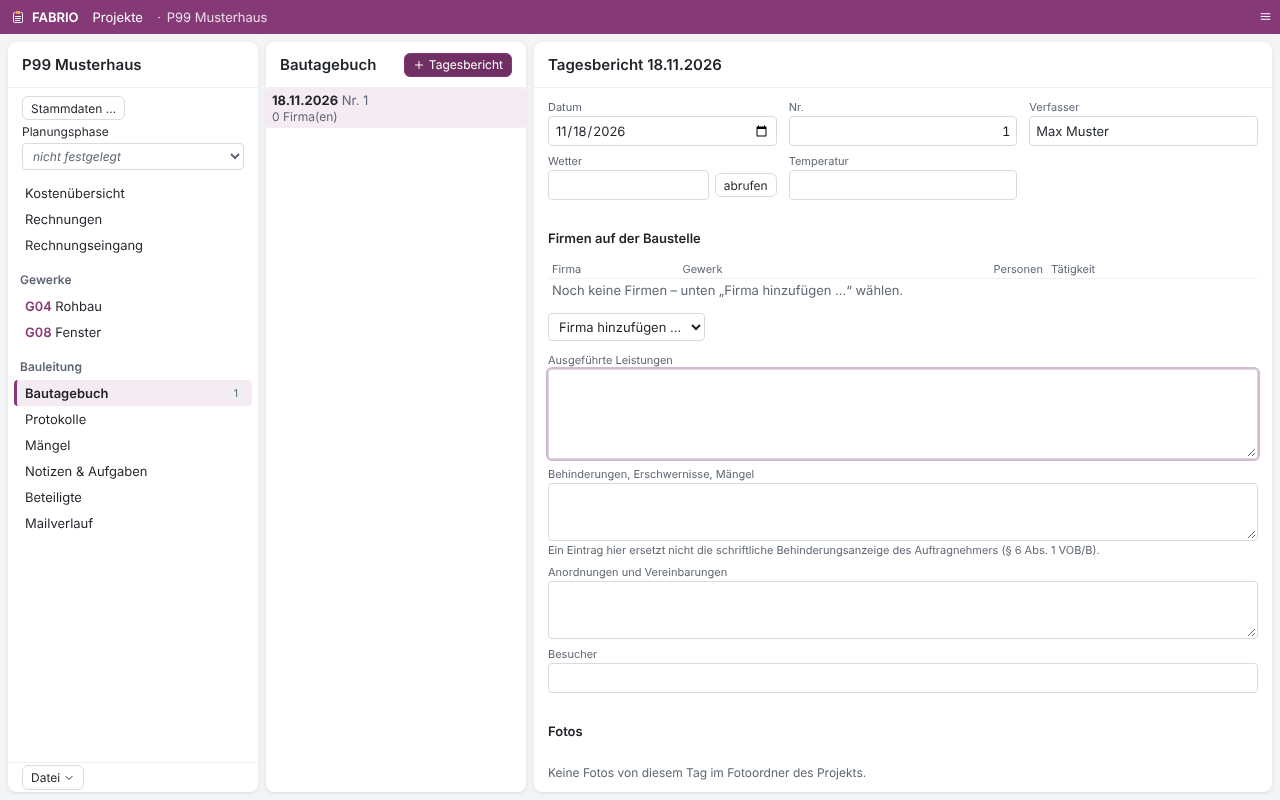 FABRIO Projekte · P99 Musterhaus
P99 Musterhaus
Stammdaten ...
Planungsphase
nicht festgelegt
Kostenübersicht
Rechnungen
Rechnungseingang
Gewerke
G04 Rohbau
G08 Fenster
Bauleitung
Bautagebuch 1
Protokolle
Mängel
Notizen & Aufgaben
Beteiligte
Mailverlauf
Datei
Bautagebuch + Tagesbericht
18.11.2026 Nr. 1
0 Firma(en)
Tagesbericht 18.11.2026
Datum Nr. Verfasser
11/18/2026 1 Max Muster
Wetter Temperatur
abrufen
Firmen auf der Baustelle
Firma Gewerk Personen Tätigkeit
Noch keine Firmen – unten „Firma hinzufügen ...“ wählen.
Firma hinzufügen ...
Ausgeführte Leistungen
Behinderungen, Erschwernisse, Mängel
Ein Eintrag hier ersetzt nicht die schriftliche Behinderungsanzeige des Auftragnehmers (§ 6 Abs. 1 VOB/B).
Anordnungen und Vereinbarungen
Besucher
Fotos
Keine Fotos von diesem Tag im Fotoordner des Projekts.